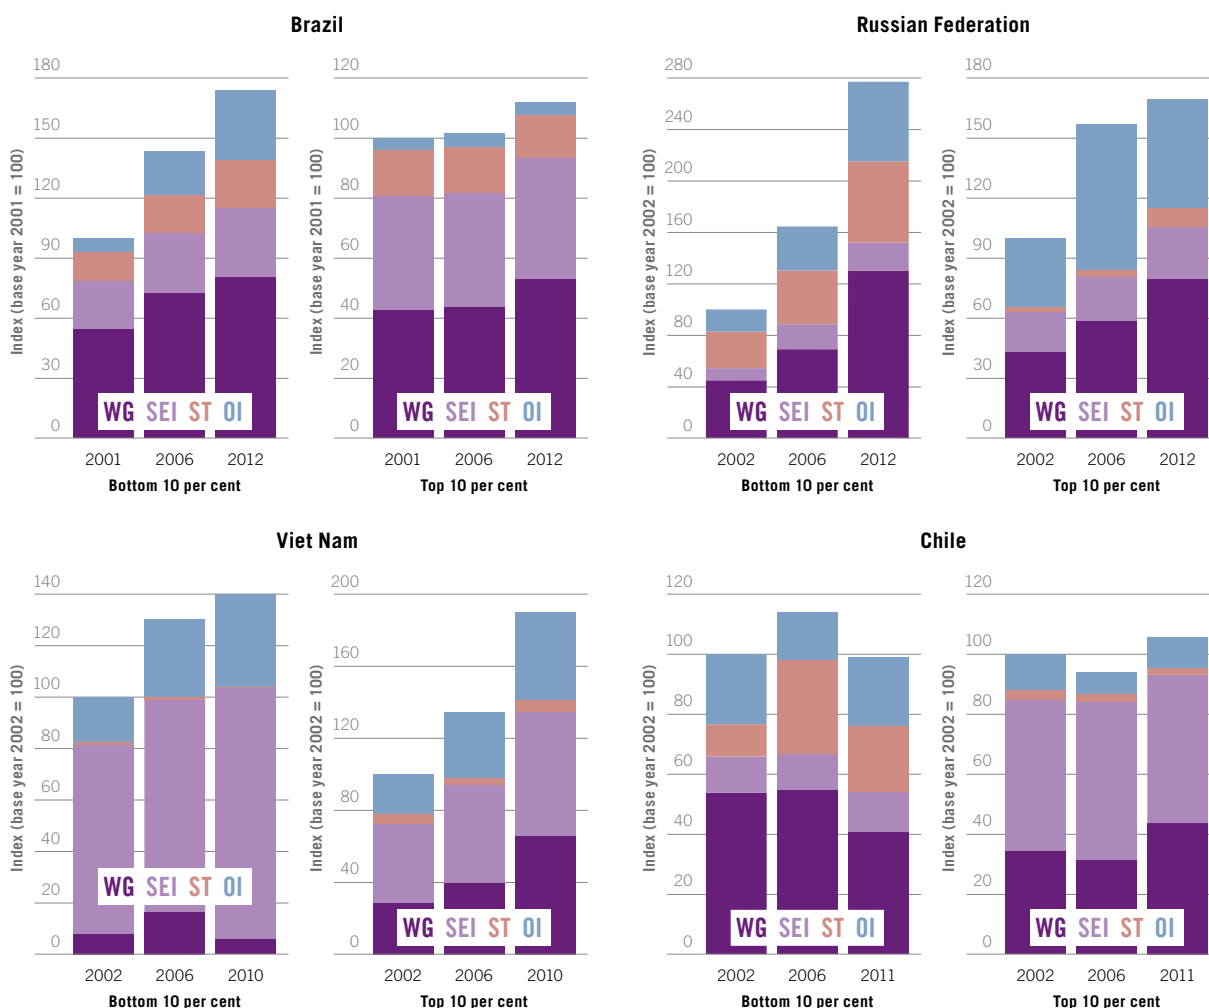 Brazil
Index (base year 2001 = 100)
180
150
120
90
60
30
0
WG SEI ST OI
2001 2006 2012
Bottom 10 per cent
Index (base year 2001 = 100)
120
100
80
60
40
20
0
WG SEI ST OI
2001 2006 2012
Top 10 per cent
Russian Federation
Index (base year 2002 = 100)
280
240
200
160
120
80
40
0
WG SEI ST OI
2002 2006 2012
Bottom 10 per cent
Index (base year 2002 = 100)
180
150
120
90
60
30
0
WG SEI ST OI
2002 2006 2012
Top 10 per cent
Viet Nam
Index (base year 2002 = 100)
140
120
100
80
60
40
20
0
WG SEI ST OI
2002 2006 2010
Bottom 10 per cent
Index (base year 2002 = 100)
200
160
120
80
40
0
WG SEI ST OI
2002 2006 2010
Top 10 per cent
Chile
Index (base year 2002 = 100)
120
100
80
60
40
20
0
WG SEI ST OI
2002 2006 2011
Bottom 10 per cent
Index (base year 2002 = 100)
120
100
80
60
40
20
0
WG SEI ST OI
2002 2006 2011
Top 10 per cent